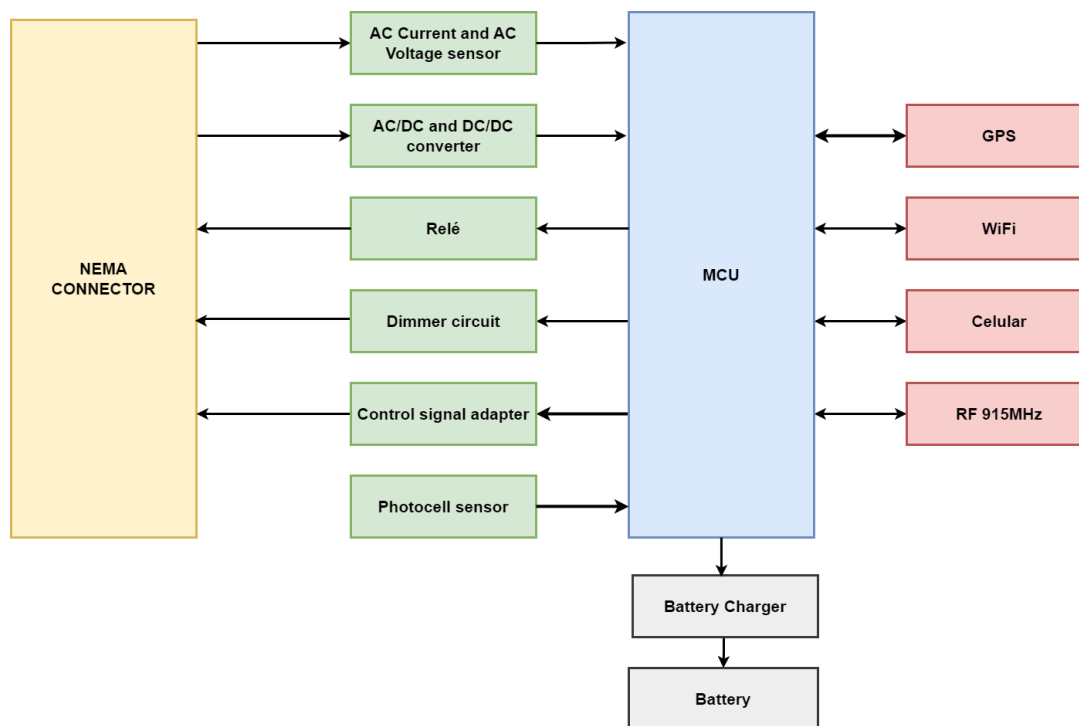 AC Current and AC
Voltage sensor
AC/DC and DC/DC
converter
GPS
Relé
WiFi
NEMA
CONNECTOR
MCU
Dimmer circuit
Celular
Control signal adapter
RF 915MHz
Photocell sensor
Battery Charger
Battery